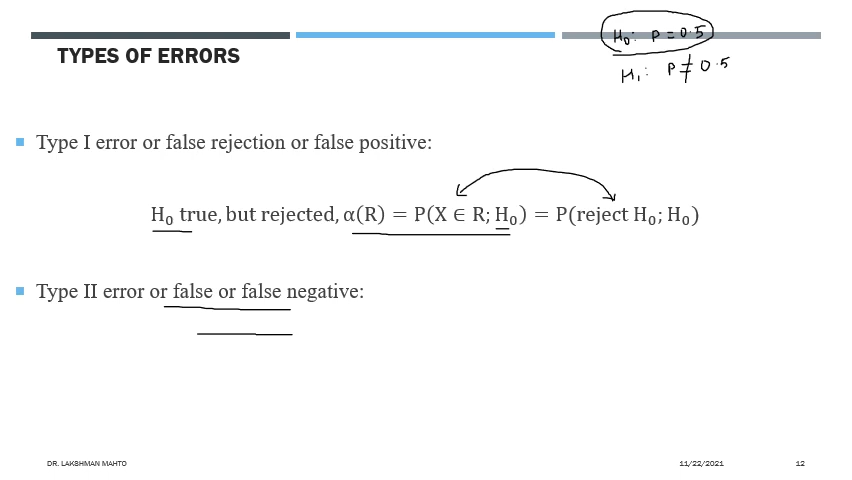 H₀: P = 0.5
H₁: P ≠ 0.5
TYPES OF ERRORS
Type I error or false rejection or false positive:
H₀ true, but rejected, α(R) = P(X ∈ R; H₀) = P(reject H₀; H₀)
Type II error or false or false negative:
DR. LAKSHMAN MAHTO 11/22/2021 12